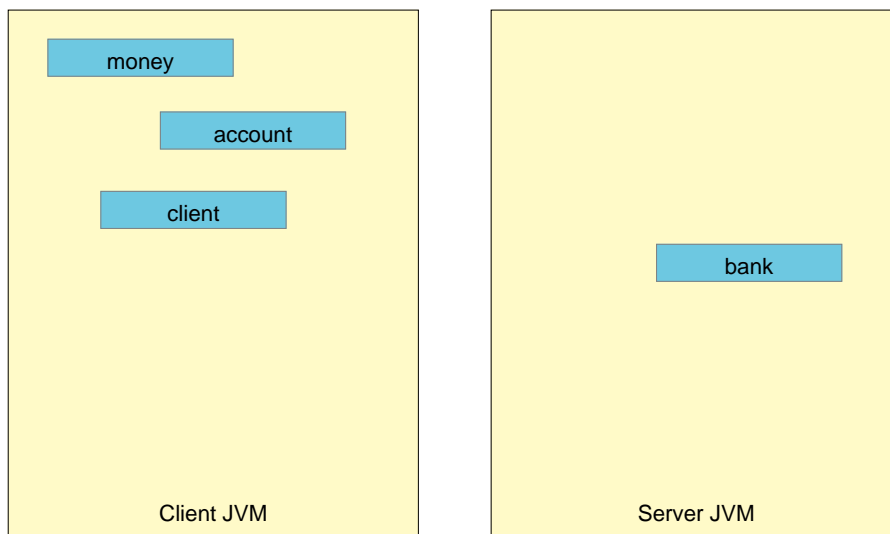 money
account
client
bank
Client JVM
Server JVM